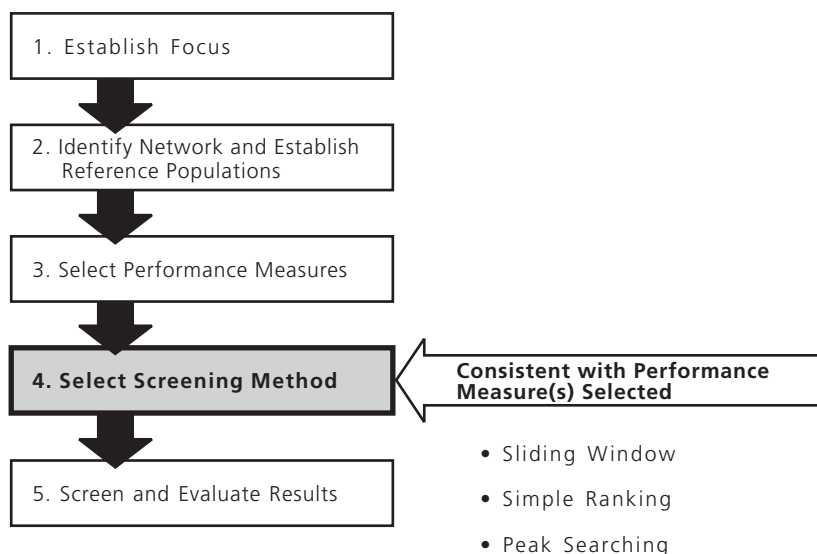 1. Establish Focus
2. Identify Network and Establish
Reference Populations
3. Select Performance Measures
4. Select Screening Method
Consistent with Performance
Measure(s) Selected
• Sliding Window
• Simple Ranking
• Peak Searching
5. Screen and Evaluate Results